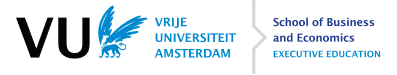 VU
VRIJE
UNIVERSITEIT
AMSTERDAM
School of Business
and Economics
EXECUTIVE EDUCATION